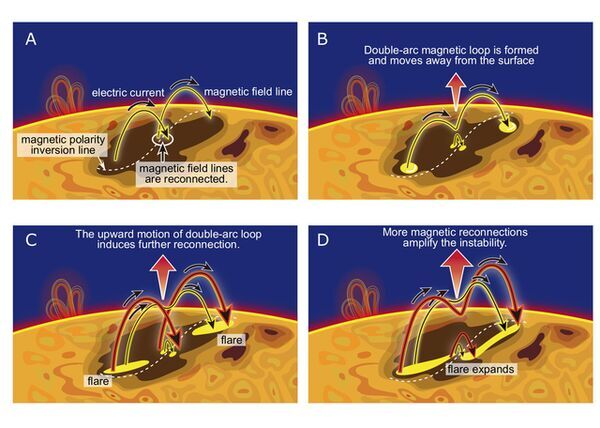 A
electric current
magnetic field line
magnetic polarity
inversion line
magnetic field lines
are reconnected.
B
Double-arc magnetic loop is formed
and moves away from the surface
C
The upward motion of double-arc loop
induces further reconnection.
flare
flare
D
More magnetic reconnections
amplify the instability.
flare expands